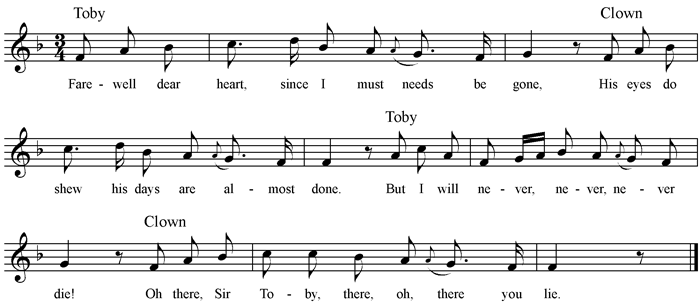 Toby Clown
3/4
Fare - well dear heart, since I must needs be gone, His eyes do
Toby
shew his days are al - most done. But I will ne - ver, ne - ver, ne - ver
Clown
die! Oh there, Sir To - by, there, oh, there you lie.